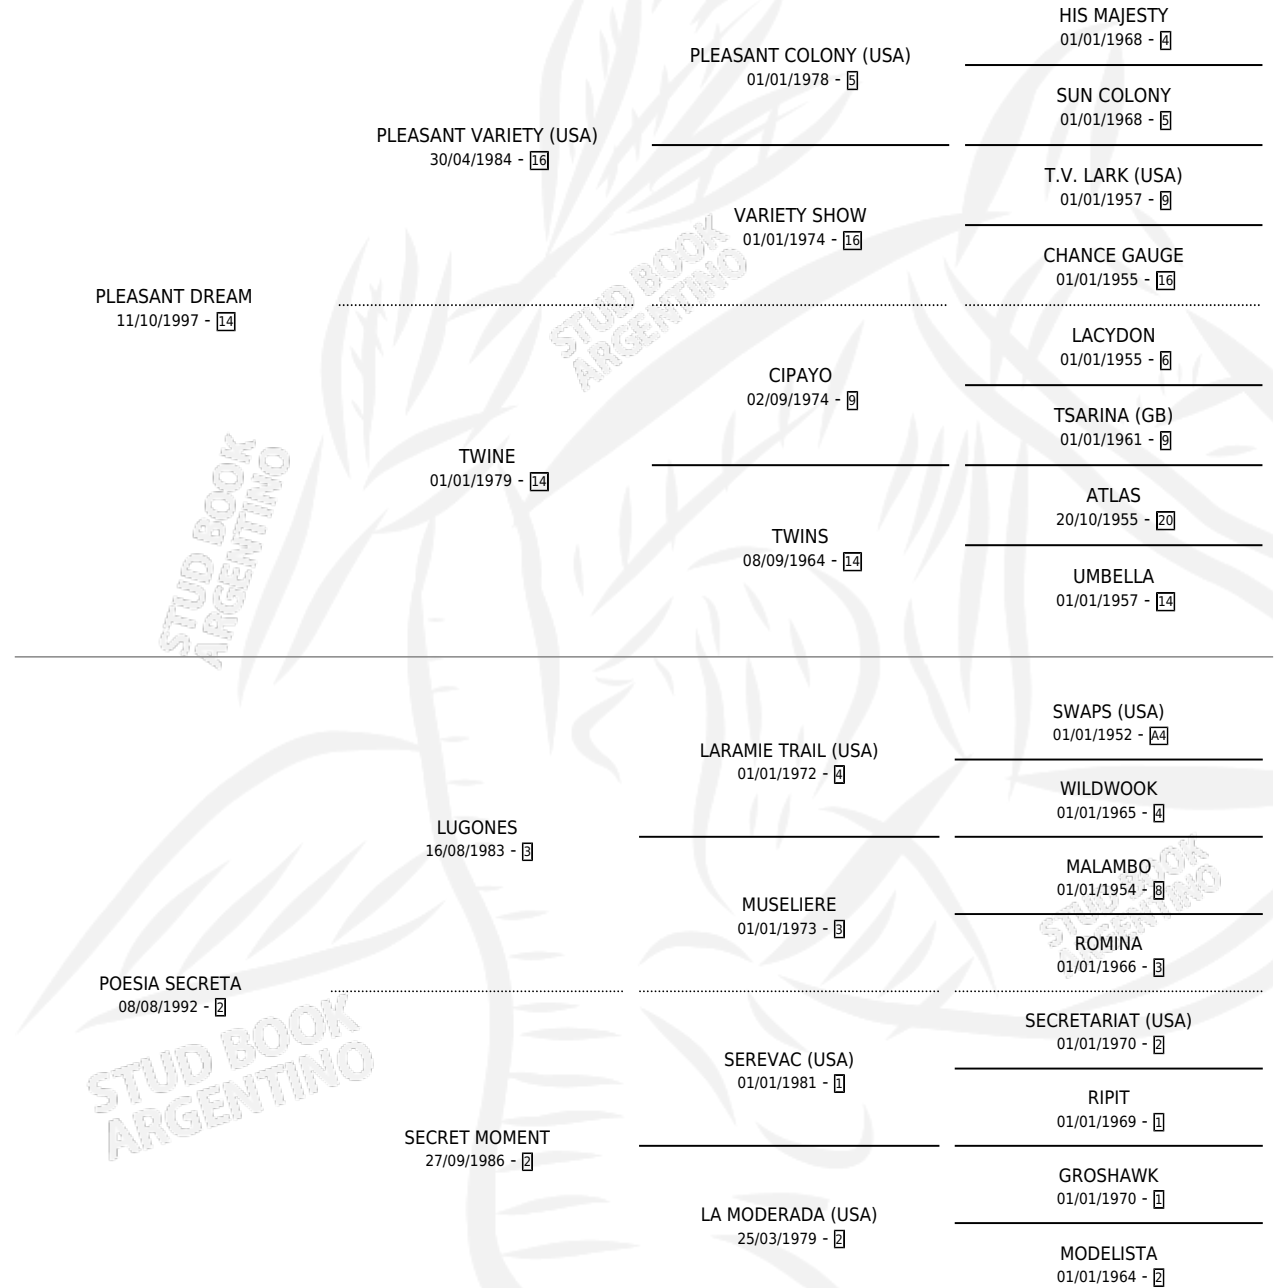 HIS MAJESTY
01/01/1968 - 4
PLEASANT COLONY (USA)
01/01/1978 - 5
SUN COLONY
01/01/1968 - 5
PLEASANT VARIETY (USA)
30/04/1984 - 16
T.V. LARK (USA)
01/01/1957 - 9
VARIETY SHOW
01/01/1974 - 16
CHANCE GAUGE
01/01/1955 - 16
PLEASANT DREAM
11/10/1997 - 14
STUD BOOK
ARGENTINO
LACYDON
01/01/1955 - 6
CIPAYO
02/09/1974 - 9
TSARINA (GB)
01/01/1961 - 9
TWINE
01/01/1979 - 14
ATLAS
20/10/1955 - 20
TWINS
08/09/1964 - 14
UMBELLA
01/01/1957 - 14
STUD BOOK
ARGENTINO
SWAPS (USA)
01/01/1952 - A4
LARAMIE TRAIL (USA)
01/01/1972 - 4
WILDWOOK
01/01/1965 - 4
LUGONES
16/08/1983 - 3
MALAMBO
01/01/1954 - 8
MUSELIERE
01/01/1973 - 3
ROMINA
01/01/1966 - 3
STUD BOOK
ARGENTINO
POESIA SECRETA
08/08/1992 - 2
SECRETARIAT (USA)
01/01/1970 - 2
SEREVAC (USA)
01/01/1981 - 1
RIPIT
01/01/1969 - 1
STUD BOOK
ARGENTINO
SECRET MOMENT
27/09/1986 - 2
GROSHAWK
01/01/1970 - 1
LA MODERADA (USA)
25/03/1979 - 2
MODELISTA
01/01/1964 - 2